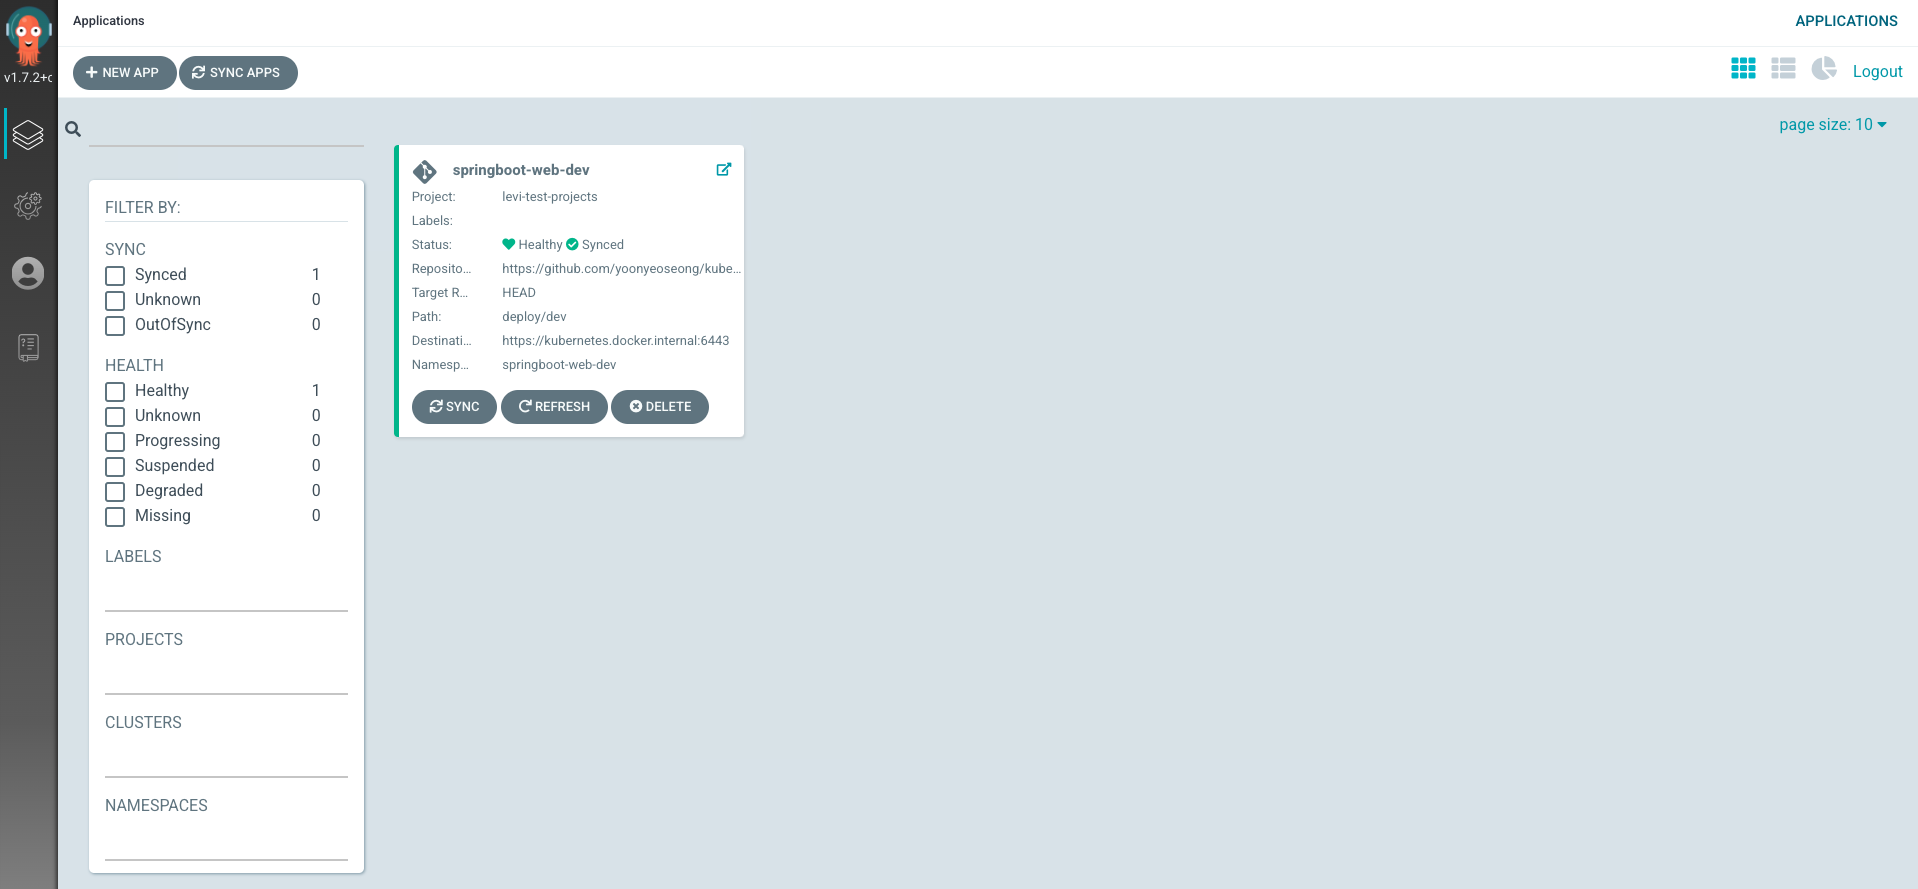 Applications
APPLICATIONS
v1.7.2+c
NEW APP
SYNC APPS
Logout
page size: 10
FILTER BY:
SYNC
Synced 1
Unknown 0
OutOfSync 0
HEALTH
Healthy 1
Unknown 0
Progressing 0
Suspended 0
Degraded 0
Missing 0
LABELS
PROJECTS
CLUSTERS
NAMESPACES
springboot-web-dev
Project: levi-test-projects
Labels:
Status: Healthy Synced
Reposito... https://github.com/yoonyeoseong/kube...
Target R... HEAD
Path: deploy/dev
Destinati... https://kubernetes.docker.internal:6443
Namesp... springboot-web-dev
SYNC
REFRESH
DELETE